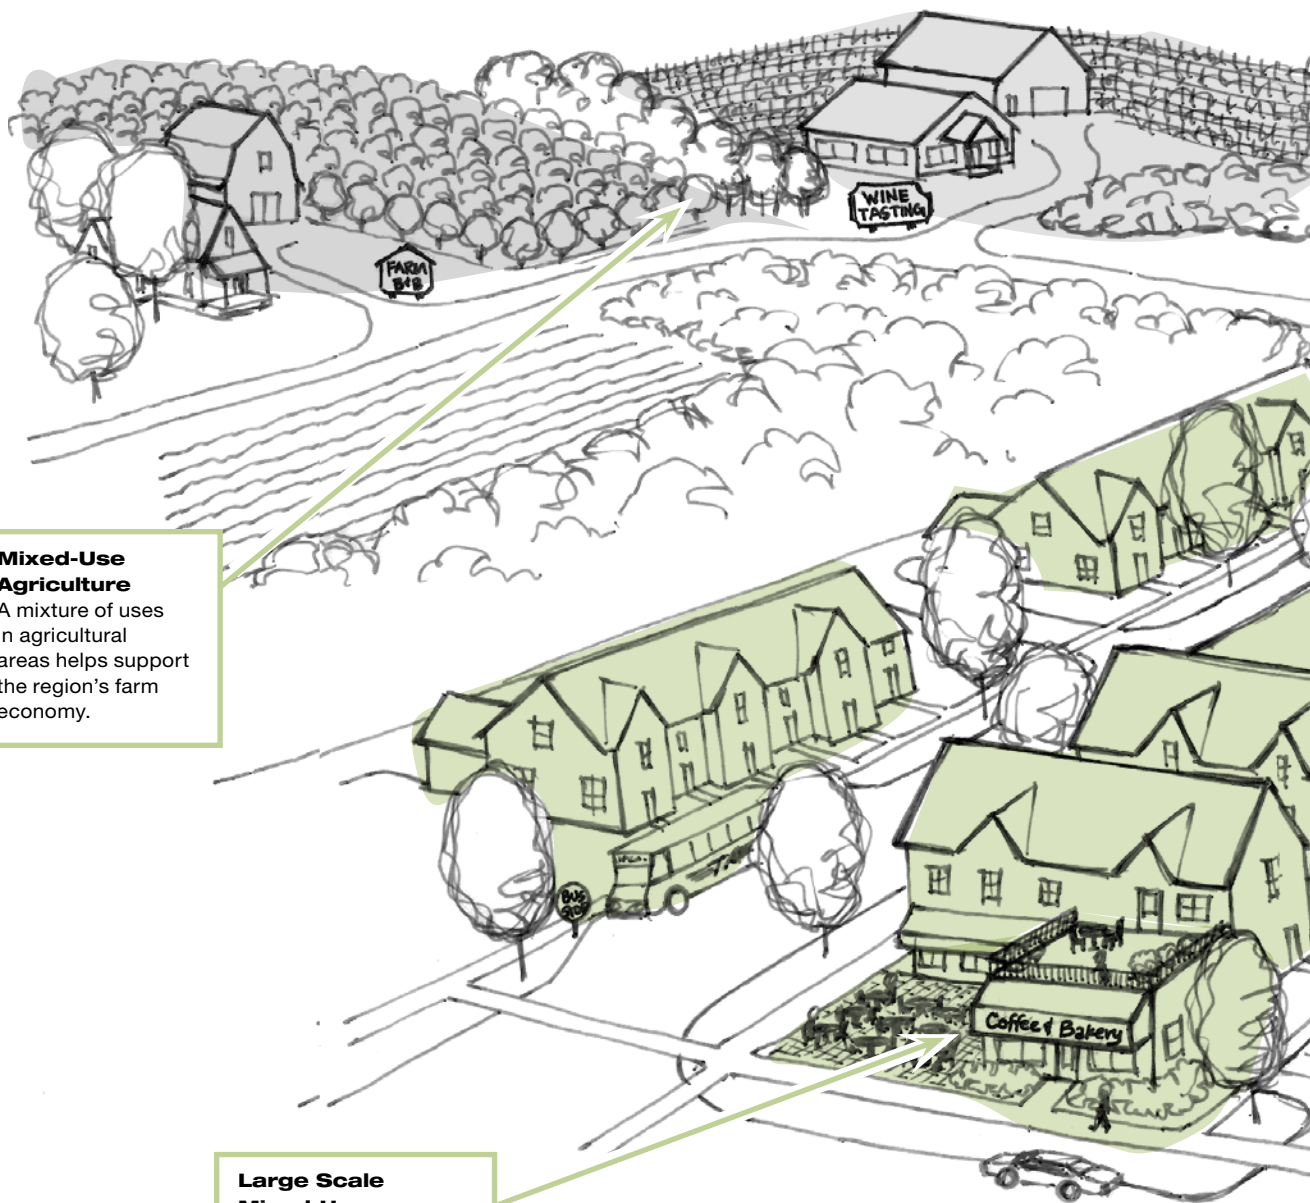 WINE
TASTING
FARM
B&B
Mixed-Use
Agriculture
A mixture of uses
in agricultural
areas helps support
the region's farm
economy.
BUS
STOP
Coffee & Bakery
Large Scale